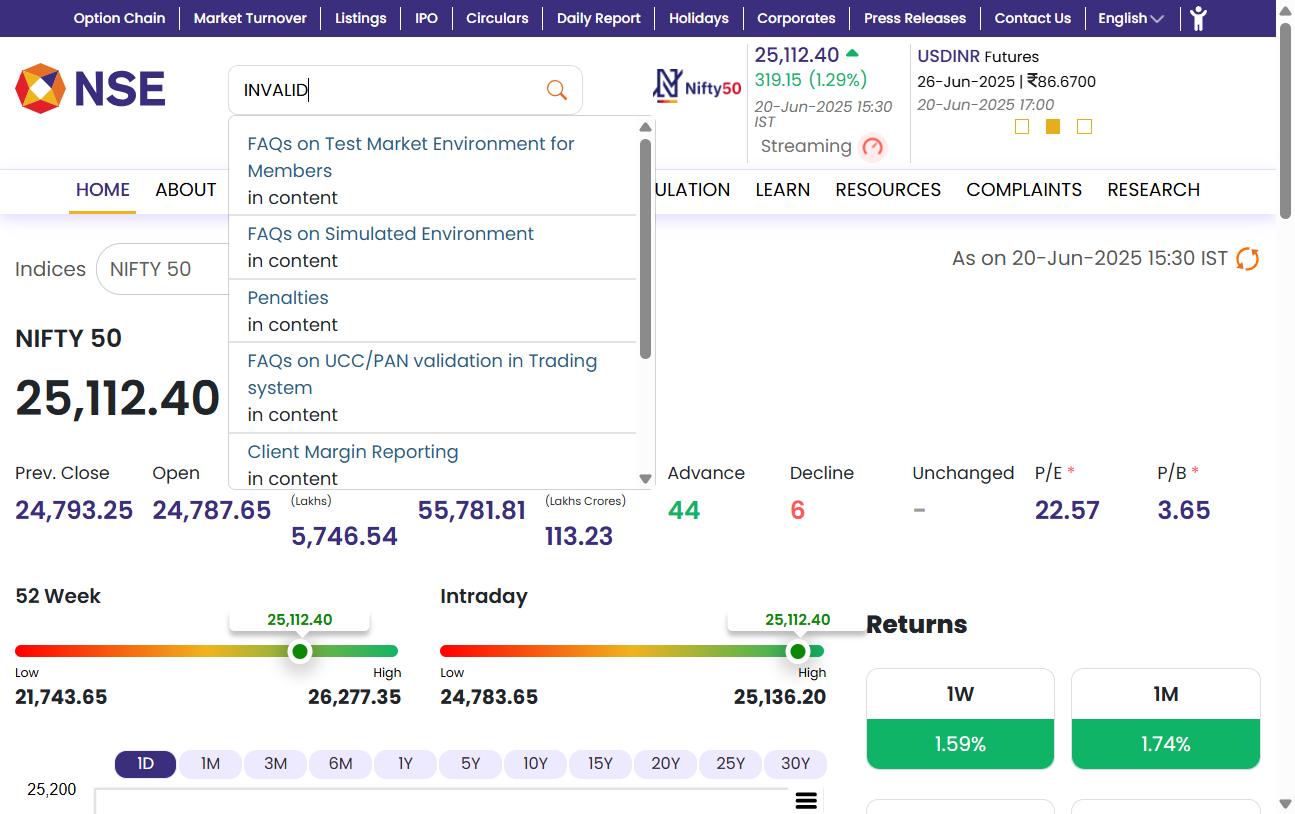 Option Chain
Market Turnover
Listings
IPO
Circulars
Daily Report
Holidays
Corporates
Press Releases
Contact Us
English
NSE
INVALID
Nifty50
25,112.40
319.15 (1.29%)
20-Jun-2025 15:30
IST
Streaming
USDINR Futures
26-Jun-2025 | ₹86.6700
20-Jun-2025 17:00
HOME
ABOUT
ULATION
LEARN
RESOURCES
COMPLAINTS
RESEARCH
FAQs on Test Market Environment for
Members
in content
FAQs on Simulated Environment
in content
Penalties
in content
FAQs on UCC/PAN validation in Trading
system
in content
Client Margin Reporting
in content
Indices
NIFTY 50
As on 20-Jun-2025 15:30 IST
NIFTY 50
25,112.40
Prev. Close
24,793.25
Open
24,787.65
(Lakhs)
5,746.54
55,781.81
(Lakhs Crores)
113.23
Advance
44
Decline
6
Unchanged
-
P/E *
22.57
P/B *
3.65
52 Week
25,112.40
Low
High
21,743.65
26,277.35
Intraday
25,112.40
Low
High
24,783.65
25,136.20
Returns
1W
1.59%
1M
1.74%
1D
1M
3M
6M
1Y
5Y
10Y
15Y
20Y
25Y
30Y
25,200